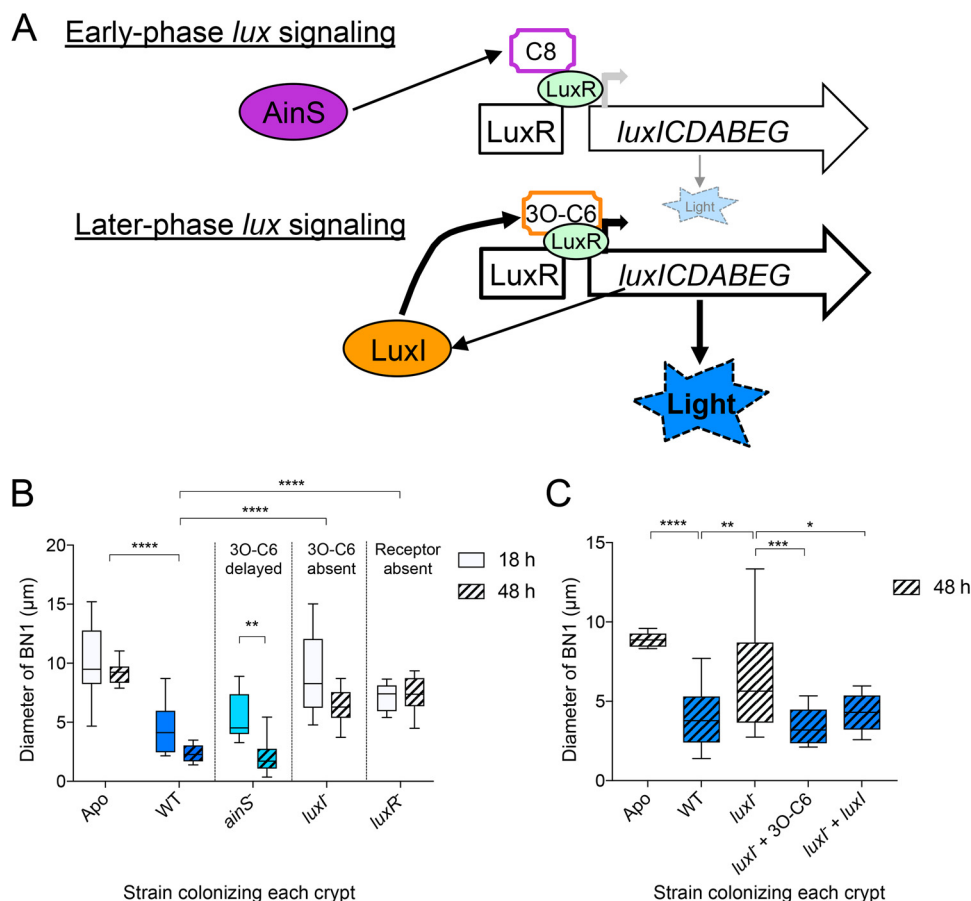 A
Early-phase lux signaling
C8
AinS
LuxR
LuxR
luxICDABEG
Light
Later-phase lux signaling
3O-C6
LuxR
LuxR
luxICDABEG
LuxI
Light
B
****
****
****
3O-C6 delayed
3O-C6 absent
Receptor absent
**
18 h
48 h
Diameter of BN1 (µm)
20
15
10
5
0
Apo
WT
ainS-
luxI-
luxR-
Strain colonizing each crypt
C
****
**
*
***
48 h
Diameter of BN1 (µm)
15
10
5
0
Apo
WT
luxI-
luxI- + 3O-C6
luxI- + luxI
Strain colonizing each crypt